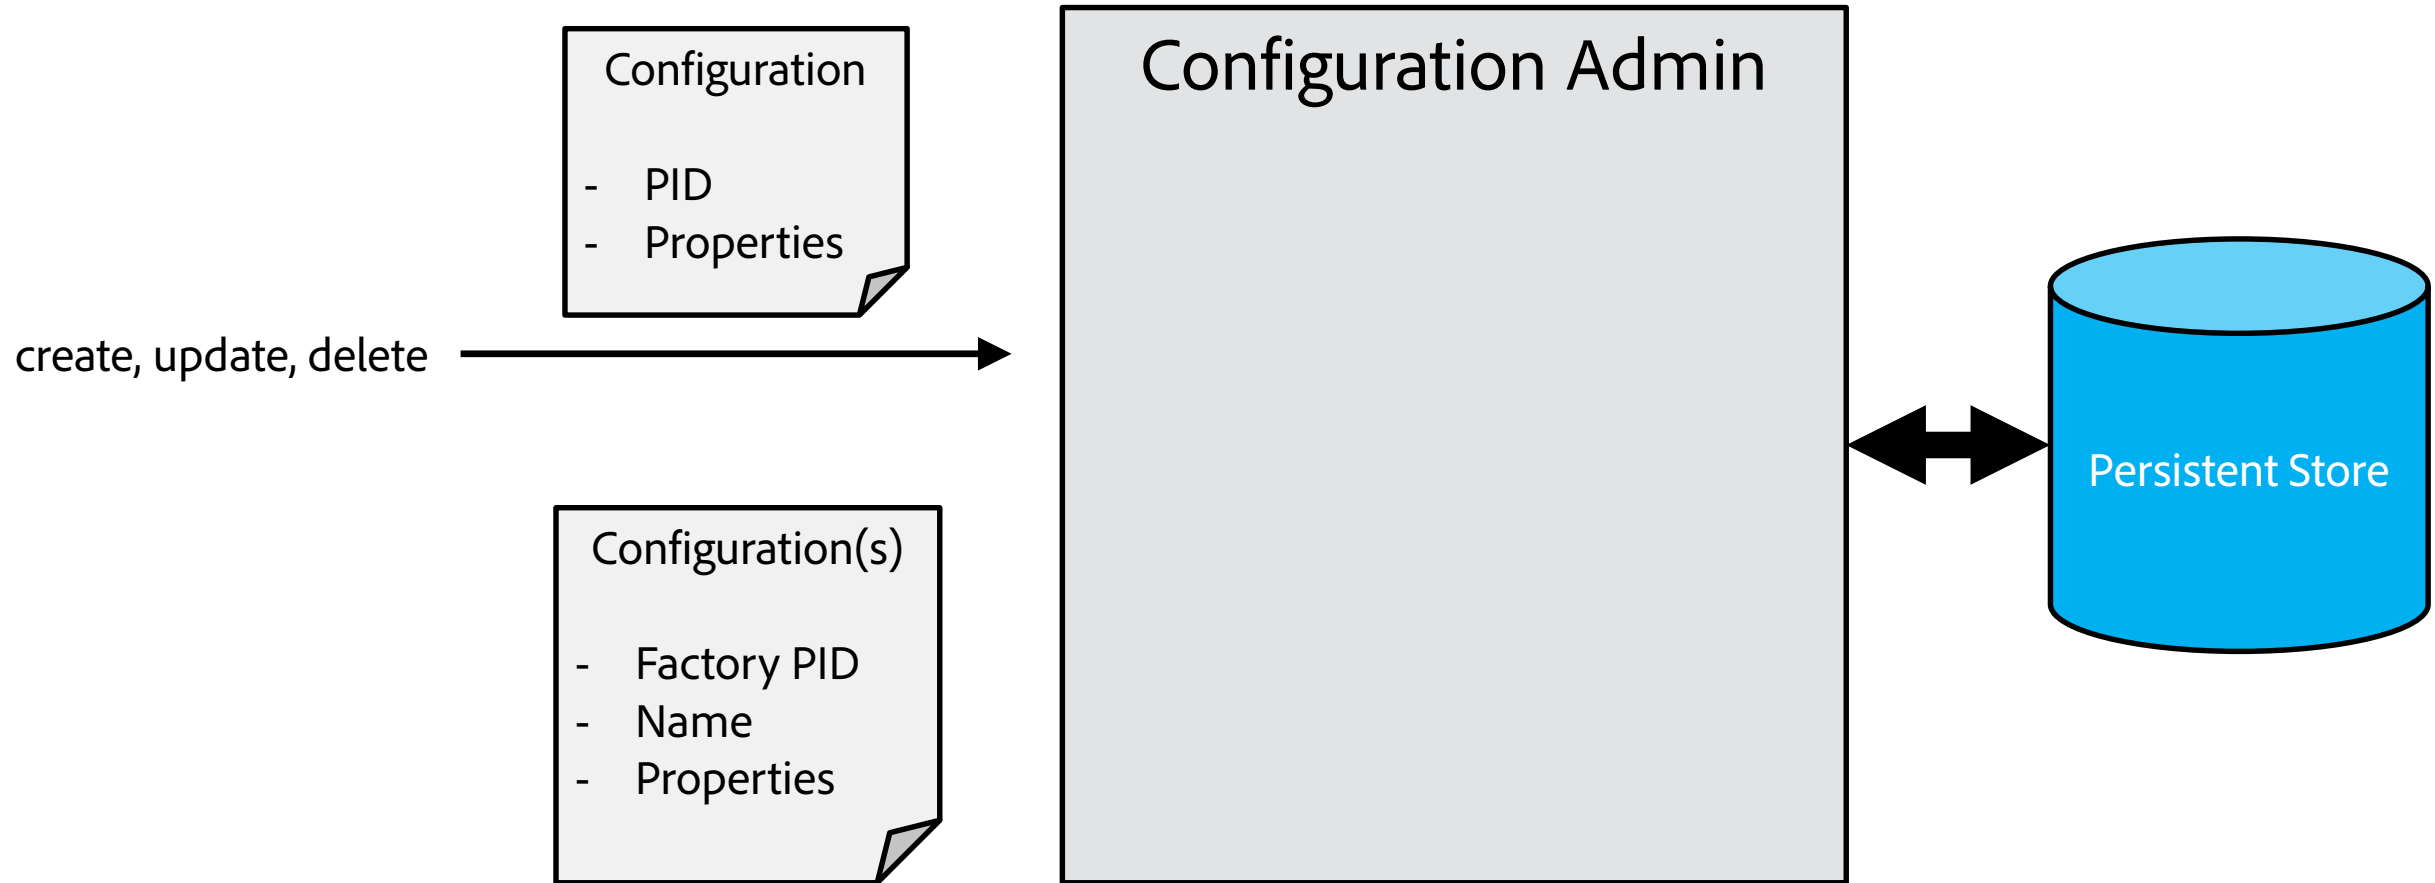 Configuration
- PID
- Properties
create, update, delete
Configuration(s)
- Factory PID
- Name
- Properties
Configuration Admin
Persistent Store